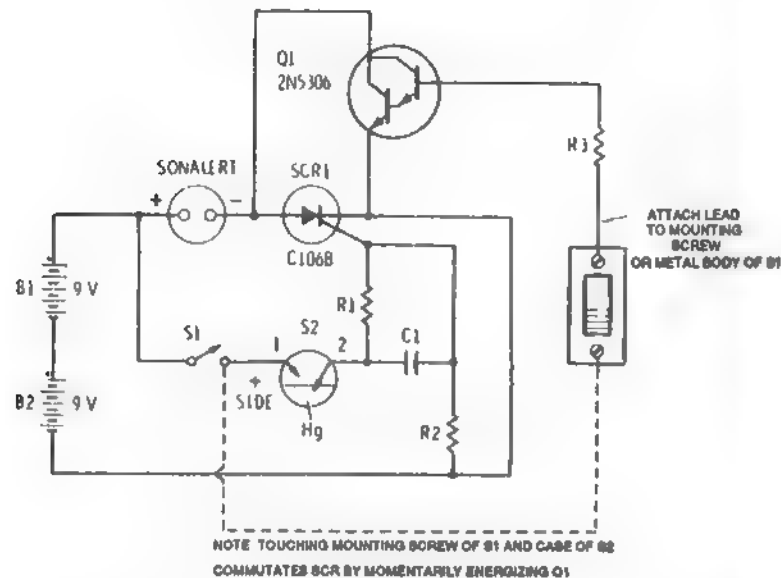 Q1
2N5306
R3
SONALERT
SCR1
+
-
C106B
ATTACH LEAD
TO MOUNTING
SCREW
OR METAL BODY OF S1
B1
9 V
R1
S1
S2
1
2
C1
+
SIDE
Hg
B2
9 V
R2
NOTE TOUCHING MOUNTING SCREW OF S1 AND CASE OF S2
COMMUTATES SCR BY MOMENTARILY ENERGIZING Q1